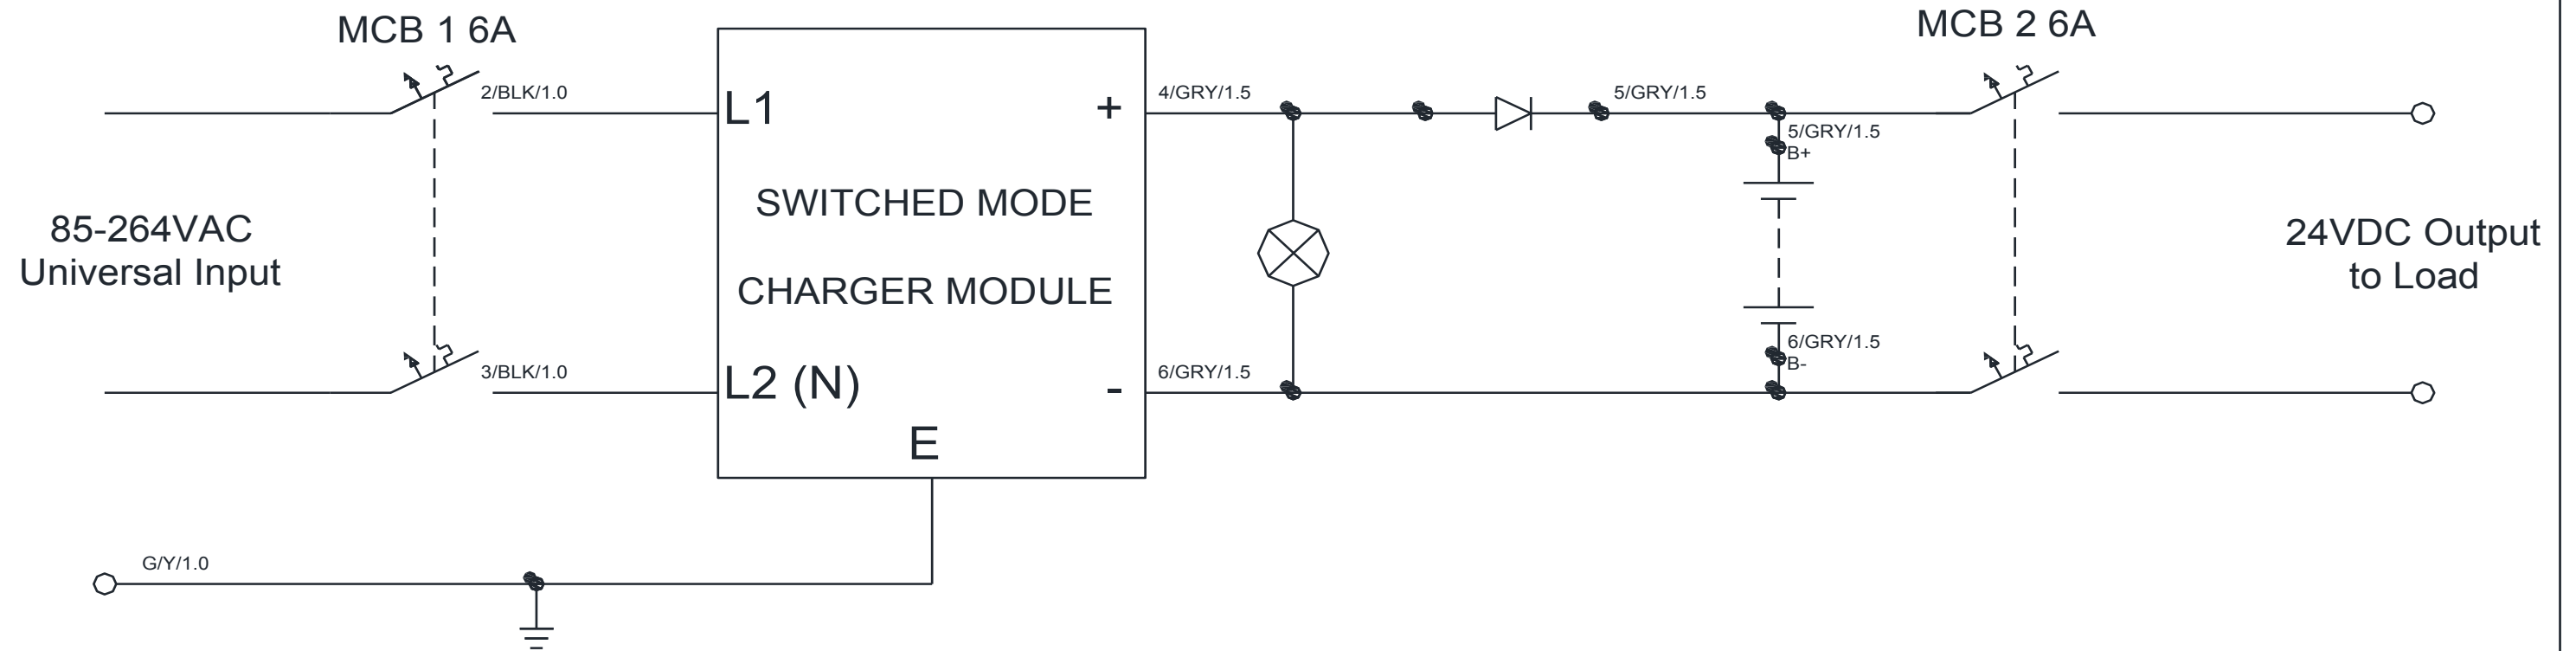 MCB 1 6A
MCB 2 6A
2/BLK/1.0
L1
+
4/GRY/1.5
5/GRY/1.5
5/GRY/1.5
B+
SWITCHED MODE
CHARGER MODULE
85-264VAC
Universal Input
24VDC Output
to Load
3/BLK/1.0
L2 (N)
-
6/GRY/1.5
6/GRY/1.5
B-
E
G/Y/1.0